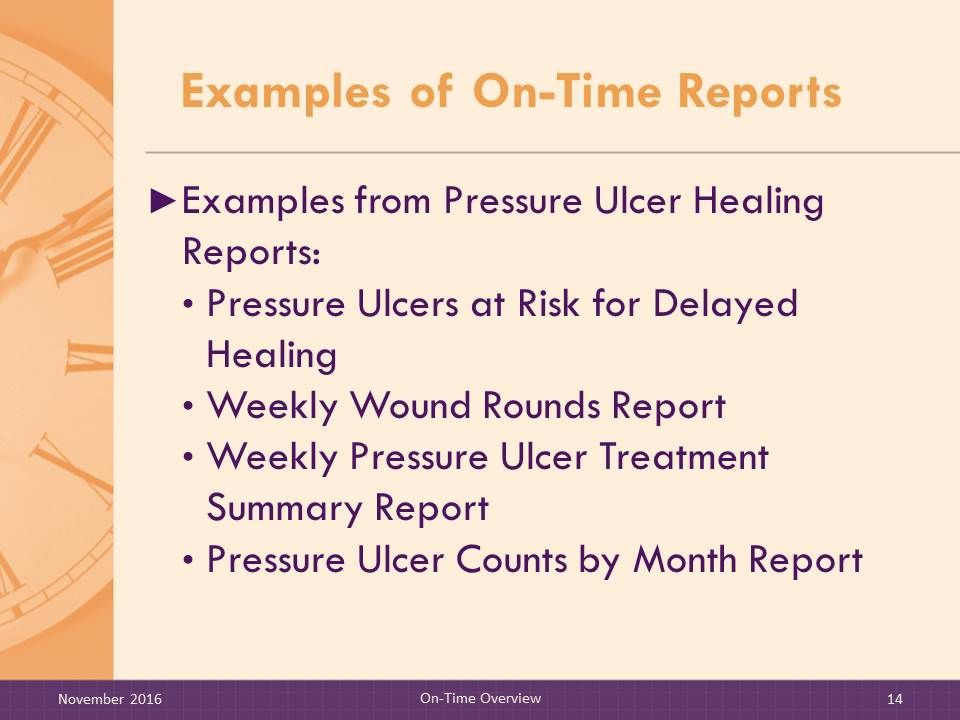 Examples of On-Time Reports
►Examples from Pressure Ulcer Healing
Reports:
• Pressure Ulcers at Risk for Delayed
Healing
• Weekly Wound Rounds Report
• Weekly Pressure Ulcer Treatment
Summary Report
• Pressure Ulcer Counts by Month Report
November 2016
On-Time Overview
14